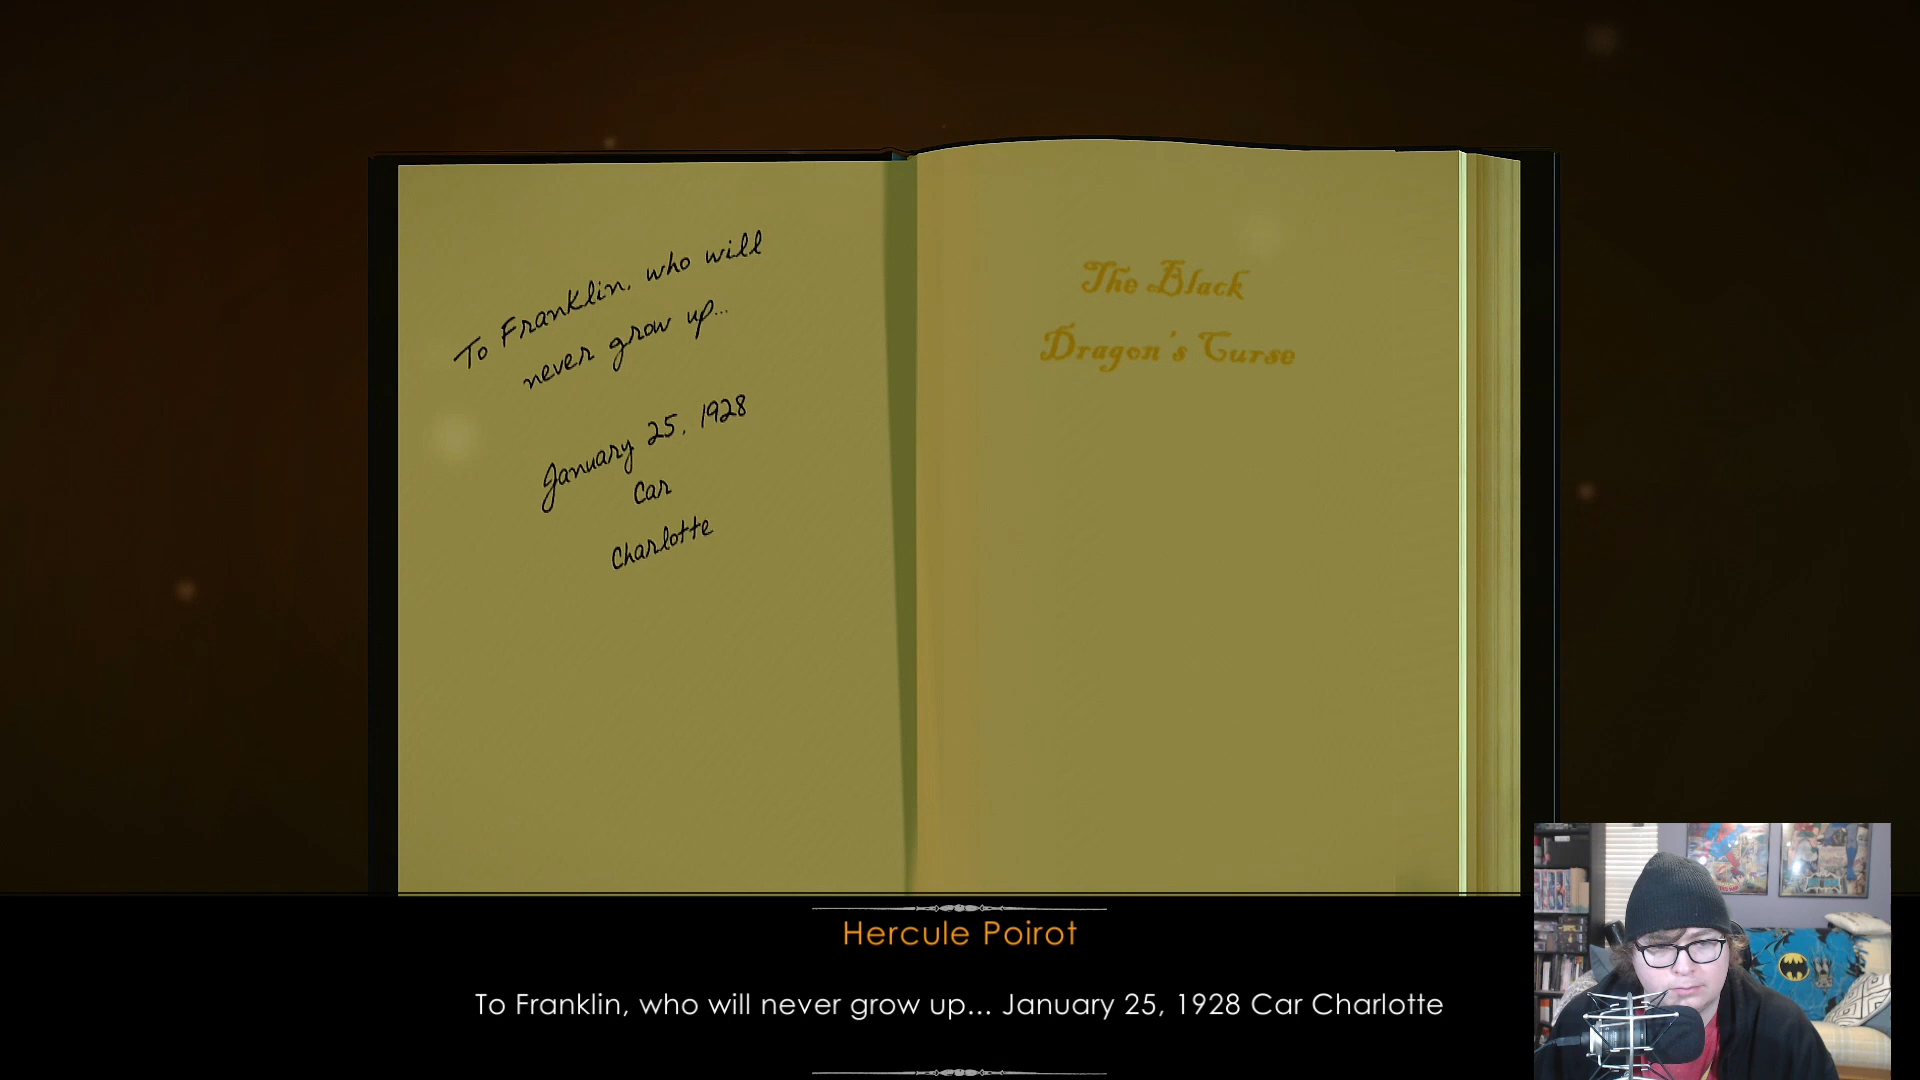 To Franklin, who will
never grow up...
January 25, 1928
Car
Charlotte
The Black
Dragon's Curse
Hercule Poirot
To Franklin, who will never grow up... January 25, 1928 Car Charlotte